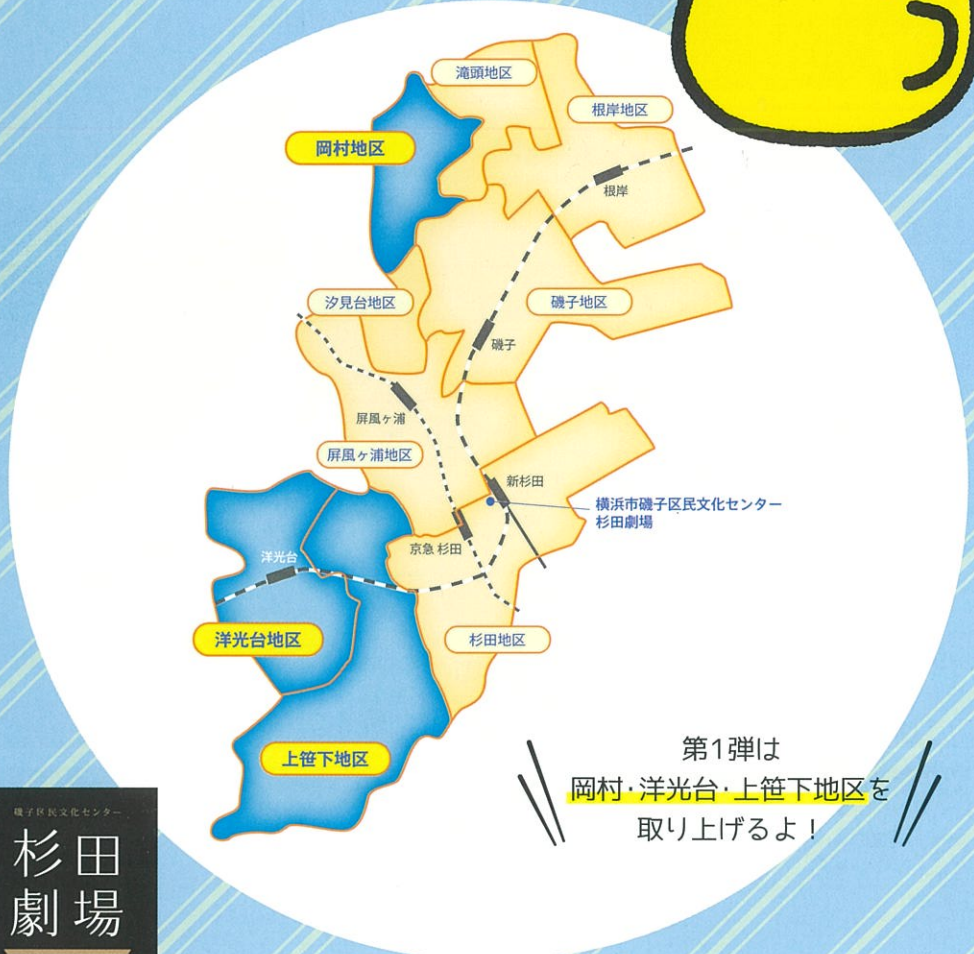 滝頭地区
根岸地区
岡村地区
根岸
汐見台地区
磯子地区
磯子
屏風ヶ浦
屏風ヶ浦地区
新杉田
横浜市磯子区民文化センター
杉田劇場
京急 杉田
洋光台
洋光台地区
杉田地区
上笹下地区
第1弾は
岡村・洋光台・上笹下地区を
取り上げるよ！
磯子区民文化センター
杉田
劇場